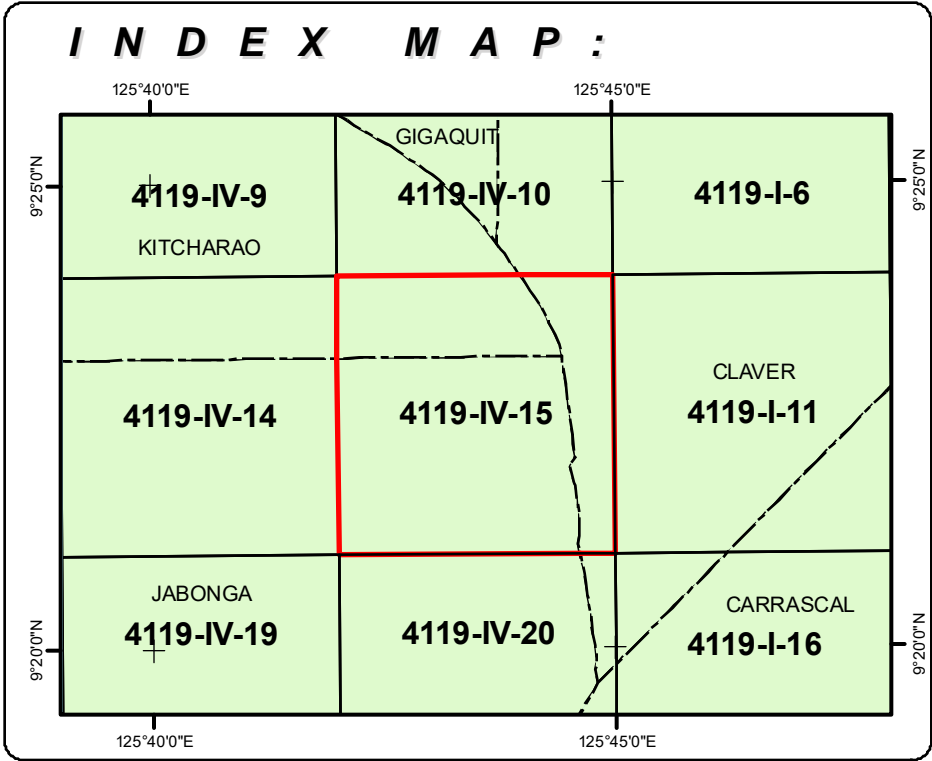 INDEX MAP:
125°40'0"E 125°45'0"E
GIGAQUIT
9°25'0"N 4119-IV-9 4119-IV-10 4119-I-6 9°25'0"N
KITCHARAO
CLAVER
4119-IV-14 4119-IV-15 4119-I-11
JABONGA CARRASCAL
9°20'0"N 4119-IV-19 4119-IV-20 4119-I-16 9°20'0"N
125°40'0"E 125°45'0"E